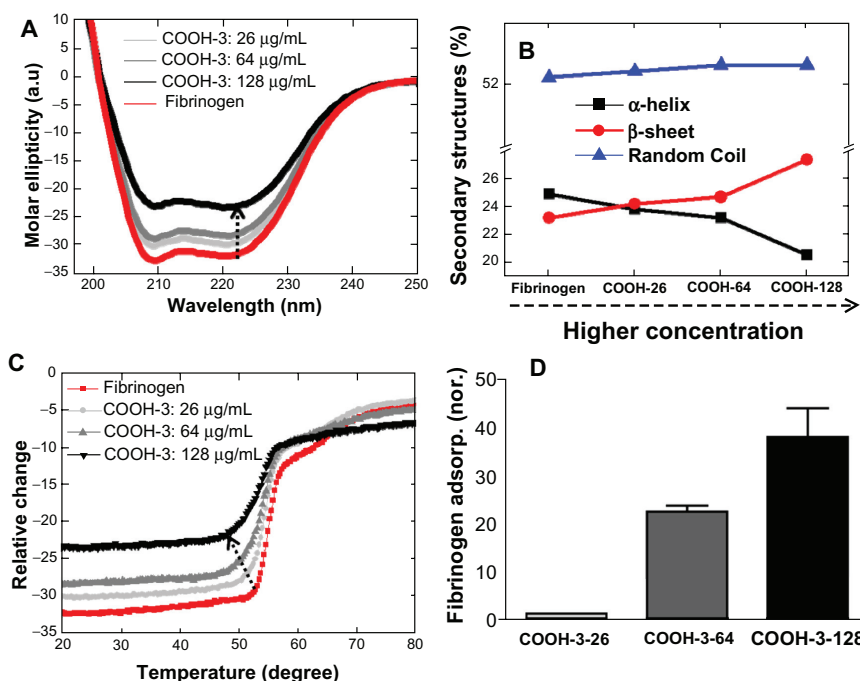 A
Molar ellipticity (a.u)
10
5
0
−5
−10
−15
−20
−25
−30
−35
COOH-3: 26 μg/mL
COOH-3: 64 μg/mL
COOH-3: 128 μg/mL
Fibrinogen
200 210 220 230 240 250
Wavelength (nm)
B
Secondary structures (%)
52
26
24
22
20
α-helix
β-sheet
Random Coil
Fibrinogen COOH-26 COOH-64 COOH-128
Higher concentration
C
Relative change
0
−5
−10
−15
−20
−25
−30
−35
Fibrinogen
COOH-3: 26 μg/mL
COOH-3: 64 μg/mL
COOH-3: 128 μg/mL
20 30 40 50 60 70 80
Temperature (degree)
D
Fibrinogen adsorp. (nor.)
50
40
30
20
10
0
COOH-3-26 COOH-3-64 COOH-3-128